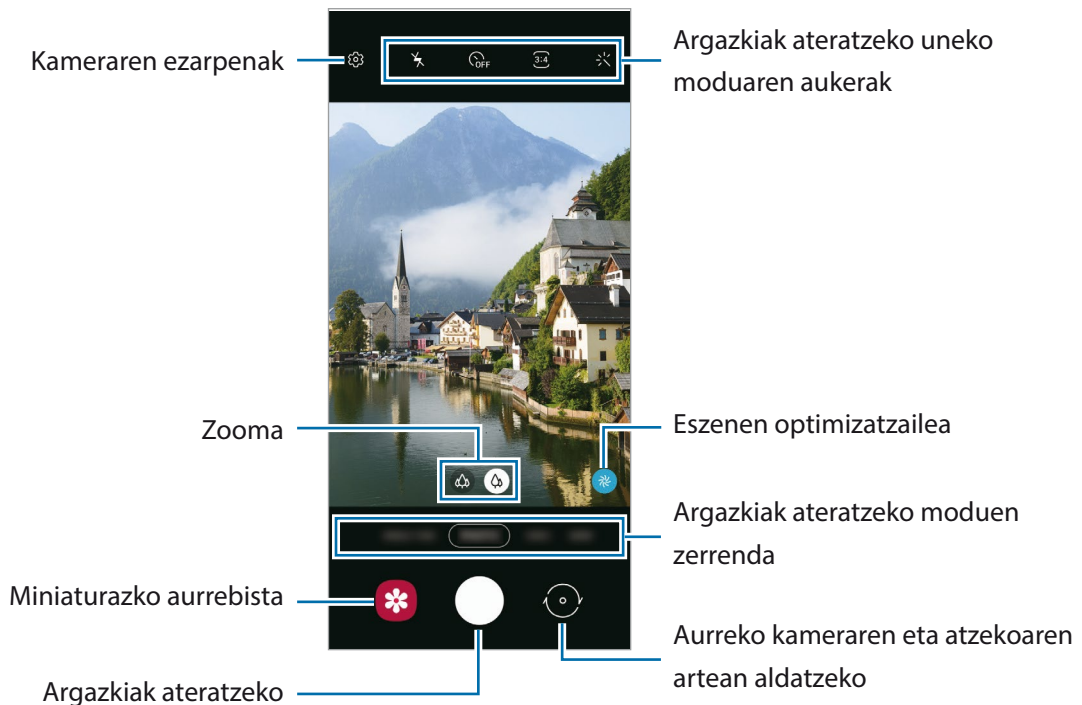 Kameraren ezarpenak
Argazkiak ateratzeko uneko
moduaren aukerak
OFF
3:4
Zooma
Eszenen optimizatzailea
Argazkiak ateratzeko moduen
zerrenda
Miniaturazko aurrebista
Aurreko kameraren eta atzekoaren
artean aldatzeko
Argazkiak ateratzeko